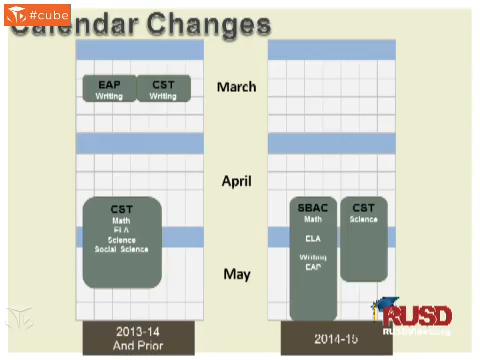 #cube
Calendar Changes
EAP
Writing
CST
Writing
March
April
CST
Math
ELA
Science
Social Science
SBAC
Math
ELA
Writing
EAP
CST
Science
May
2013-14
And Prior
2014-15
RUSD